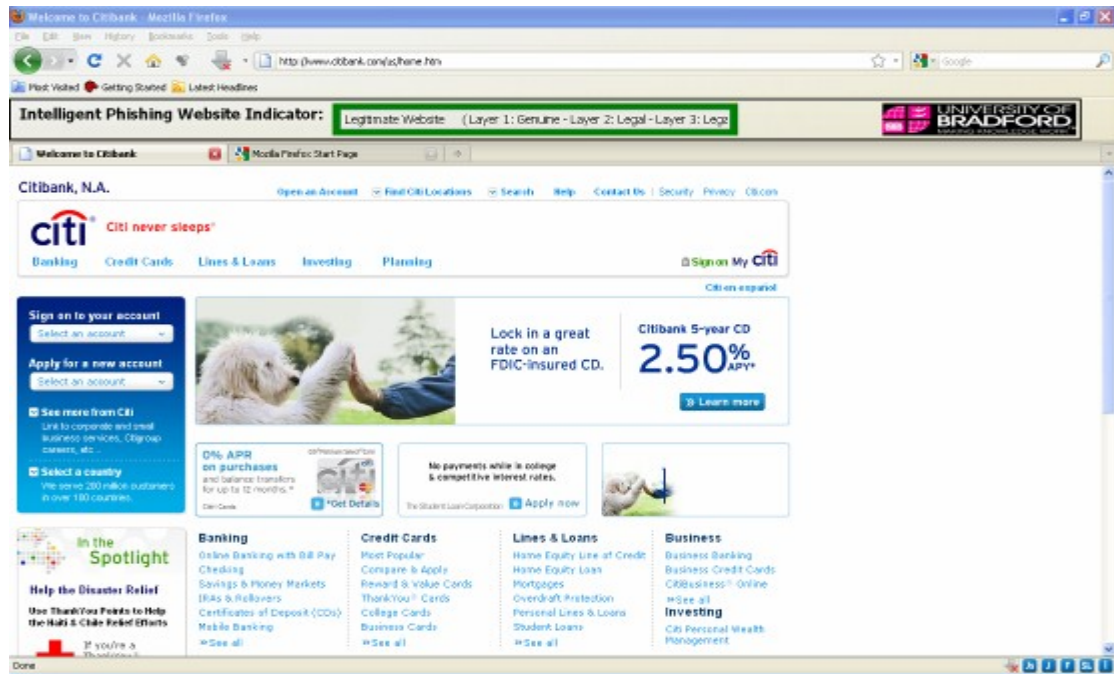 Welcome to Citibank - Mozilla Firefox
File Edit View History Bookmarks Tools Help
http://www.citibank.com/us/home.htm
Google
Most Visited Getting Started Latest Headlines
Intelligent Phishing Website Indicator: Legitimate Website (Layer 1: Genuine - Layer 2: Legal - Layer 3: Lega
UNIVERSITY OF
BRADFORD
MAKING KNOWLEDGE WORK
Welcome to Citibank Mozilla Firefox Start Page
Citibank, N.A.
Open an Account Find Citi Locations Search Help Contact Us | Security Privacy Citi.com
citi Citi never sleeps®
Banking Credit Cards Lines & Loans Investing Planning
Sign on My citi
Citi en español
Sign on to your account
Select an account
Apply for a new account
Select an account
See more from Citi
Link to corporate and small
business services, Citigroup
careers, etc...
Select a country
We serve 200 million customers
in over 100 countries.
Lock in a great
rate on an
FDIC-insured CD.
Citibank 5-year CD
2.50%
APY*
Learn more
0% APR
on purchases
and balance transfers
for up to 12 months.*
Citi Cards
*Get Details
No payments while in college
& competitive interest rates.
The Student Loan Corporation
Apply now
In the
Spotlight
Help the Disaster Relief
Use ThankYou Points to Help
the Haiti & Chile Relief Efforts
If you're a
Banking
Online Banking with Bill Pay
Checking
Savings & Money Markets
IRAs & Rollovers
Certificates of Deposit (CDs)
Mobile Banking
»See all
Credit Cards
Most Popular
Compare & Apply
Reward & Value Cards
ThankYou® Cards
College Cards
Business Cards
»See all
Lines & Loans
Home Equity Line of Credit
Home Equity Loan
Mortgages
Overdraft Protection
Personal Lines & Loans
Student Loans
»See all
Business
Business Banking
Business Credit Cards
CitiBusiness® Online
»See all
Investing
Citi Personal Wealth
Management
Done